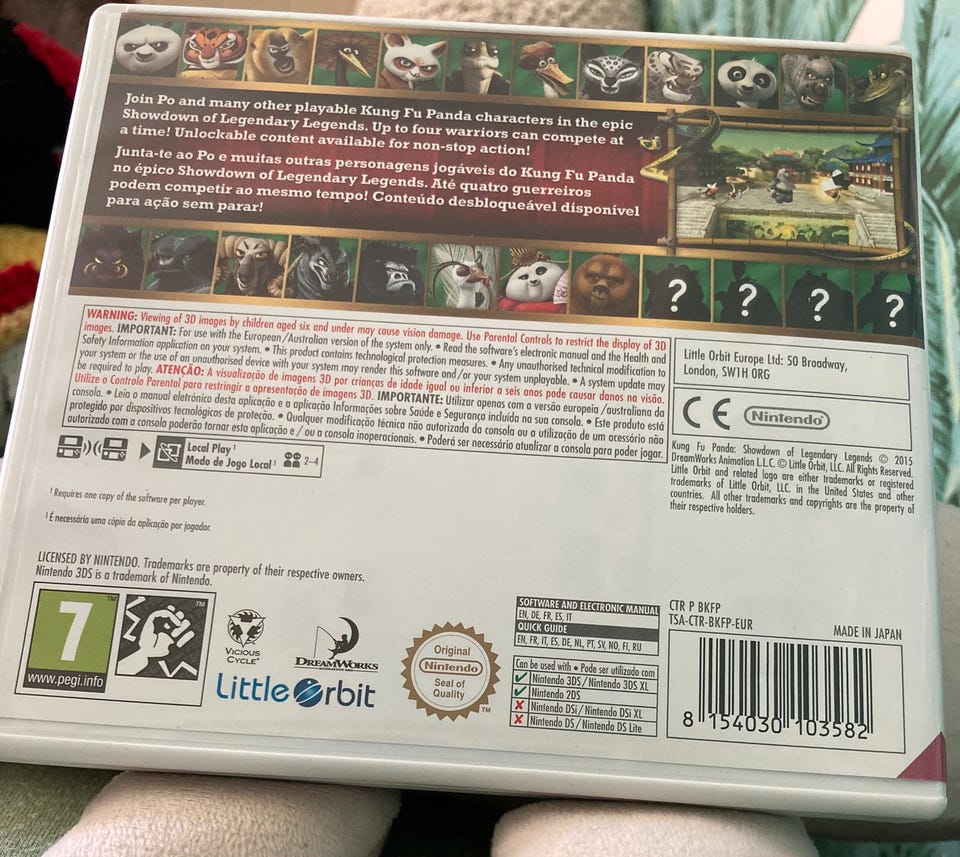 Join Po and many other playable Kung Fu Panda characters in the epic
Showdown of Legendary Legends. Up to four warriors can compete at
a time! Unlockable content available for non-stop action!
Junta-te ao Po e muitas outras personagens jogáveis do Kung Fu Panda
no épico Showdown of Legendary Legends. Até quatro guerreiros
podem competir ao mesmo tempo! Conteúdo desbloqueável disponível
para ação sem parar!
? ? ? ?
WARNING: Viewing of 3D images by children aged six and under may cause vision damage. Use Parental Controls to restrict the display of 3D
images. IMPORTANT: For use with the European/Australian version of the system only. • Read the software's electronic manual and the Health and
Safety Information application on your system. • This product contains technological protection measures. • Any unauthorised technical modification to
your system or the use of an unauthorised device with your system may render this software and/or your system unplayable. • A system update may
be required to play. ATENÇÃO: A visualização de imagens 3D por crianças de idade igual ou inferior a seis anos pode causar danos na visão.
Utilize o Controlo Parental para restringir a apresentação de imagens 3D. IMPORTANTE: Utilizar apenas com a versão europeia/australiana da
consola. • Leia o manual eletrónico desta aplicação e a aplicação Informações sobre Saúde e Segurança incluída na sua consola. • Este produto está
protegido por dispositivos tecnológicos de proteção. • Qualquer modificação técnica não autorizada da consola ou a utilização de um acessório não
autorizado com a consola poderão tornar esta aplicação e/ou a consola inoperacionais. • Poderá ser necessário atualizar a consola para poder jogar.
Little Orbit Europe Ltd: 50 Broadway,
London, SW1H 0RG
CE Nintendo®
Kung Fu Panda: Showdown of Legendary Legends © 2015
DreamWorks Animation L.L.C. © Little Orbit, LLC. All Rights Reserved.
Little Orbit and related logo are either trademarks or registered
trademarks of Little Orbit, LLC. in the United States and other
countries. All other trademarks and copyrights are the property of
their respective holders.
Local Play¹
Modo de Jogo Local¹
2-4
¹ Requires one copy of the software per player.
¹ É necessária uma cópia da aplicação por jogador.
LICENSED BY NINTENDO. Trademarks are property of their respective owners.
Nintendo 3DS is a trademark of Nintendo.
7 ™
www.pegi.info
™
VICIOUS
CYCLE®
DREAMWORKS
Little Orbit
Original
Nintendo®
Seal of
Quality
™
SOFTWARE AND ELECTRONIC MANUAL
EN, DE, FR, ES, IT
QUICK GUIDE
EN, FR, IT, ES, DE, NL, PT, SV, NO, FI, RU
Can be used with • Pode ser utilizado com
Nintendo 3DS/Nintendo 3DS XL
Nintendo 2DS
Nintendo DSi/Nintendo DSi XL
Nintendo DS/Nintendo DS Lite
CTR P BKFP
TSA-CTR-BKFP-EUR
MADE IN JAPAN
8 154030 103582